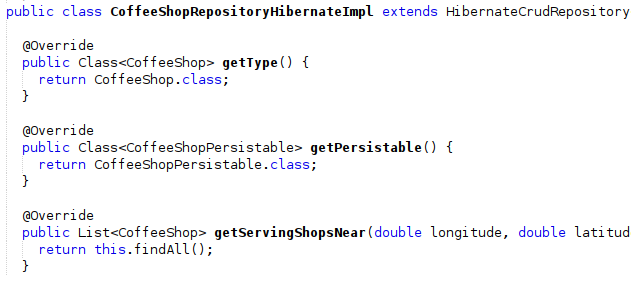 public class CoffeeShopRepositoryHibernateImpl extends HibernateCrudRepository
@Override
public Class<CoffeeShop> getType() {
return CoffeeShop.class;
}
@Override
public Class<CoffeeShopPersistable> getPersistable() {
return CoffeeShopPersistable.class;
}
@Override
public List<CoffeeShop> getServingShopsNear(double longitude, double latitud
return this.findAll();
}